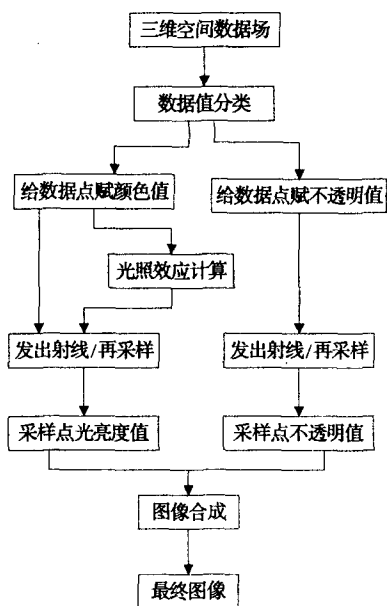 三维空间数据场
数据值分类
给数据点赋颜色值
给数据点赋不透明值
光照效应计算
发出射线/再采样
发出射线/再采样
采样点光亮度值
采样点不透明值
图像合成
最终图像